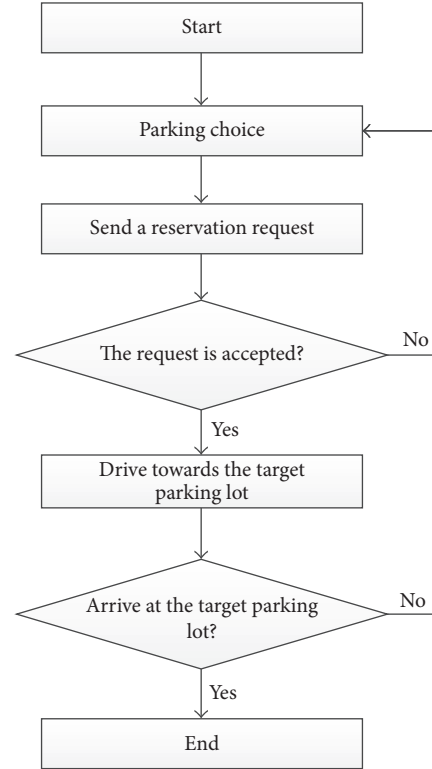 Start
Parking choice
Send a reservation request
The request is accepted?
No
Yes
Drive towards the target
parking lot
Arrive at the target parking
lot?
No
Yes
End